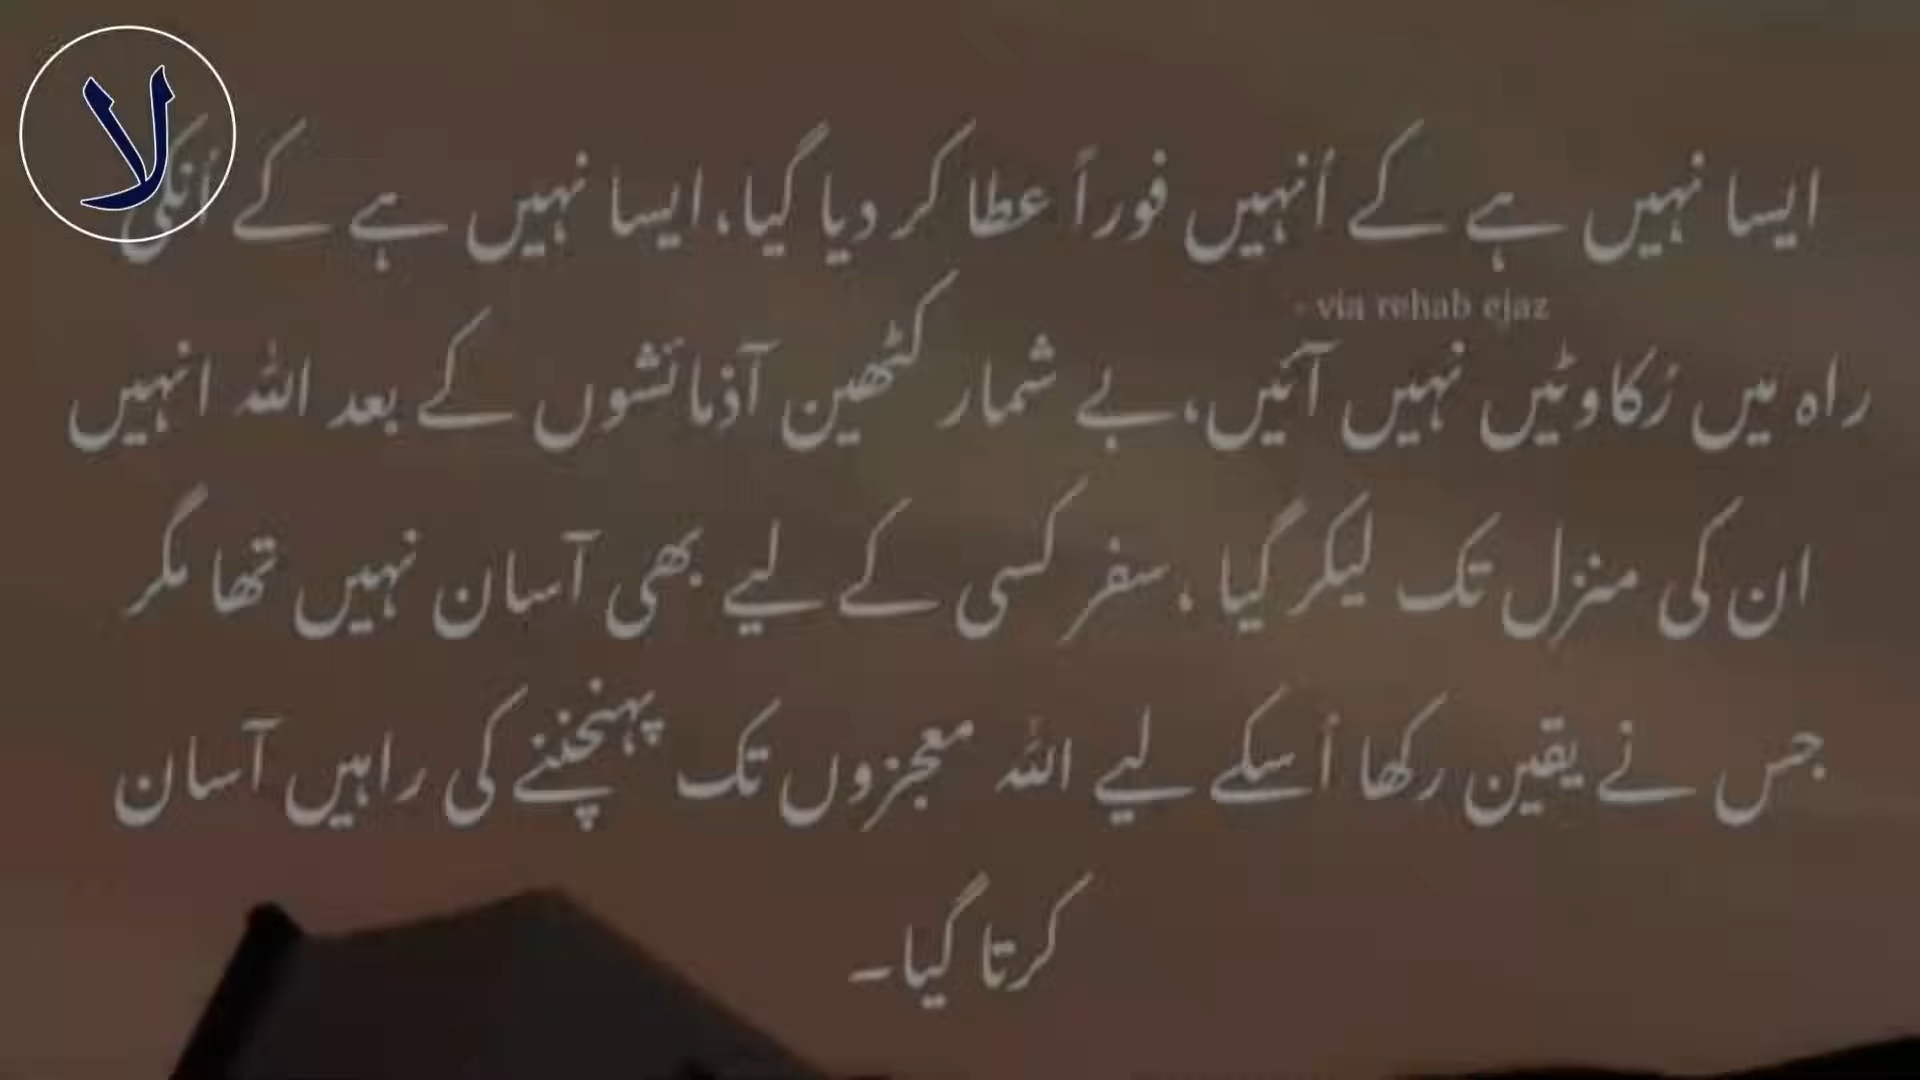 لا
ایسا نہیں ہے کے اُنہیں فوراً عطا کر دیا گیا، ایسا نہیں ہے کے اُنکی
- via rehab ejaz
راہ میں رُکاوٹیں نہیں آئیں، بے شمار کٹھین آذمائشوں کے بعد اللہ انہیں
ان کی منزل تک لیکر گیا ، سفر کسی کے لیے بھی آسان نہیں تھا مگر
جس نے یقین رکھا اُسکے لیے اللہ معجزوں تک پہنچنے کی راہیں آسان
کرتا گیا۔